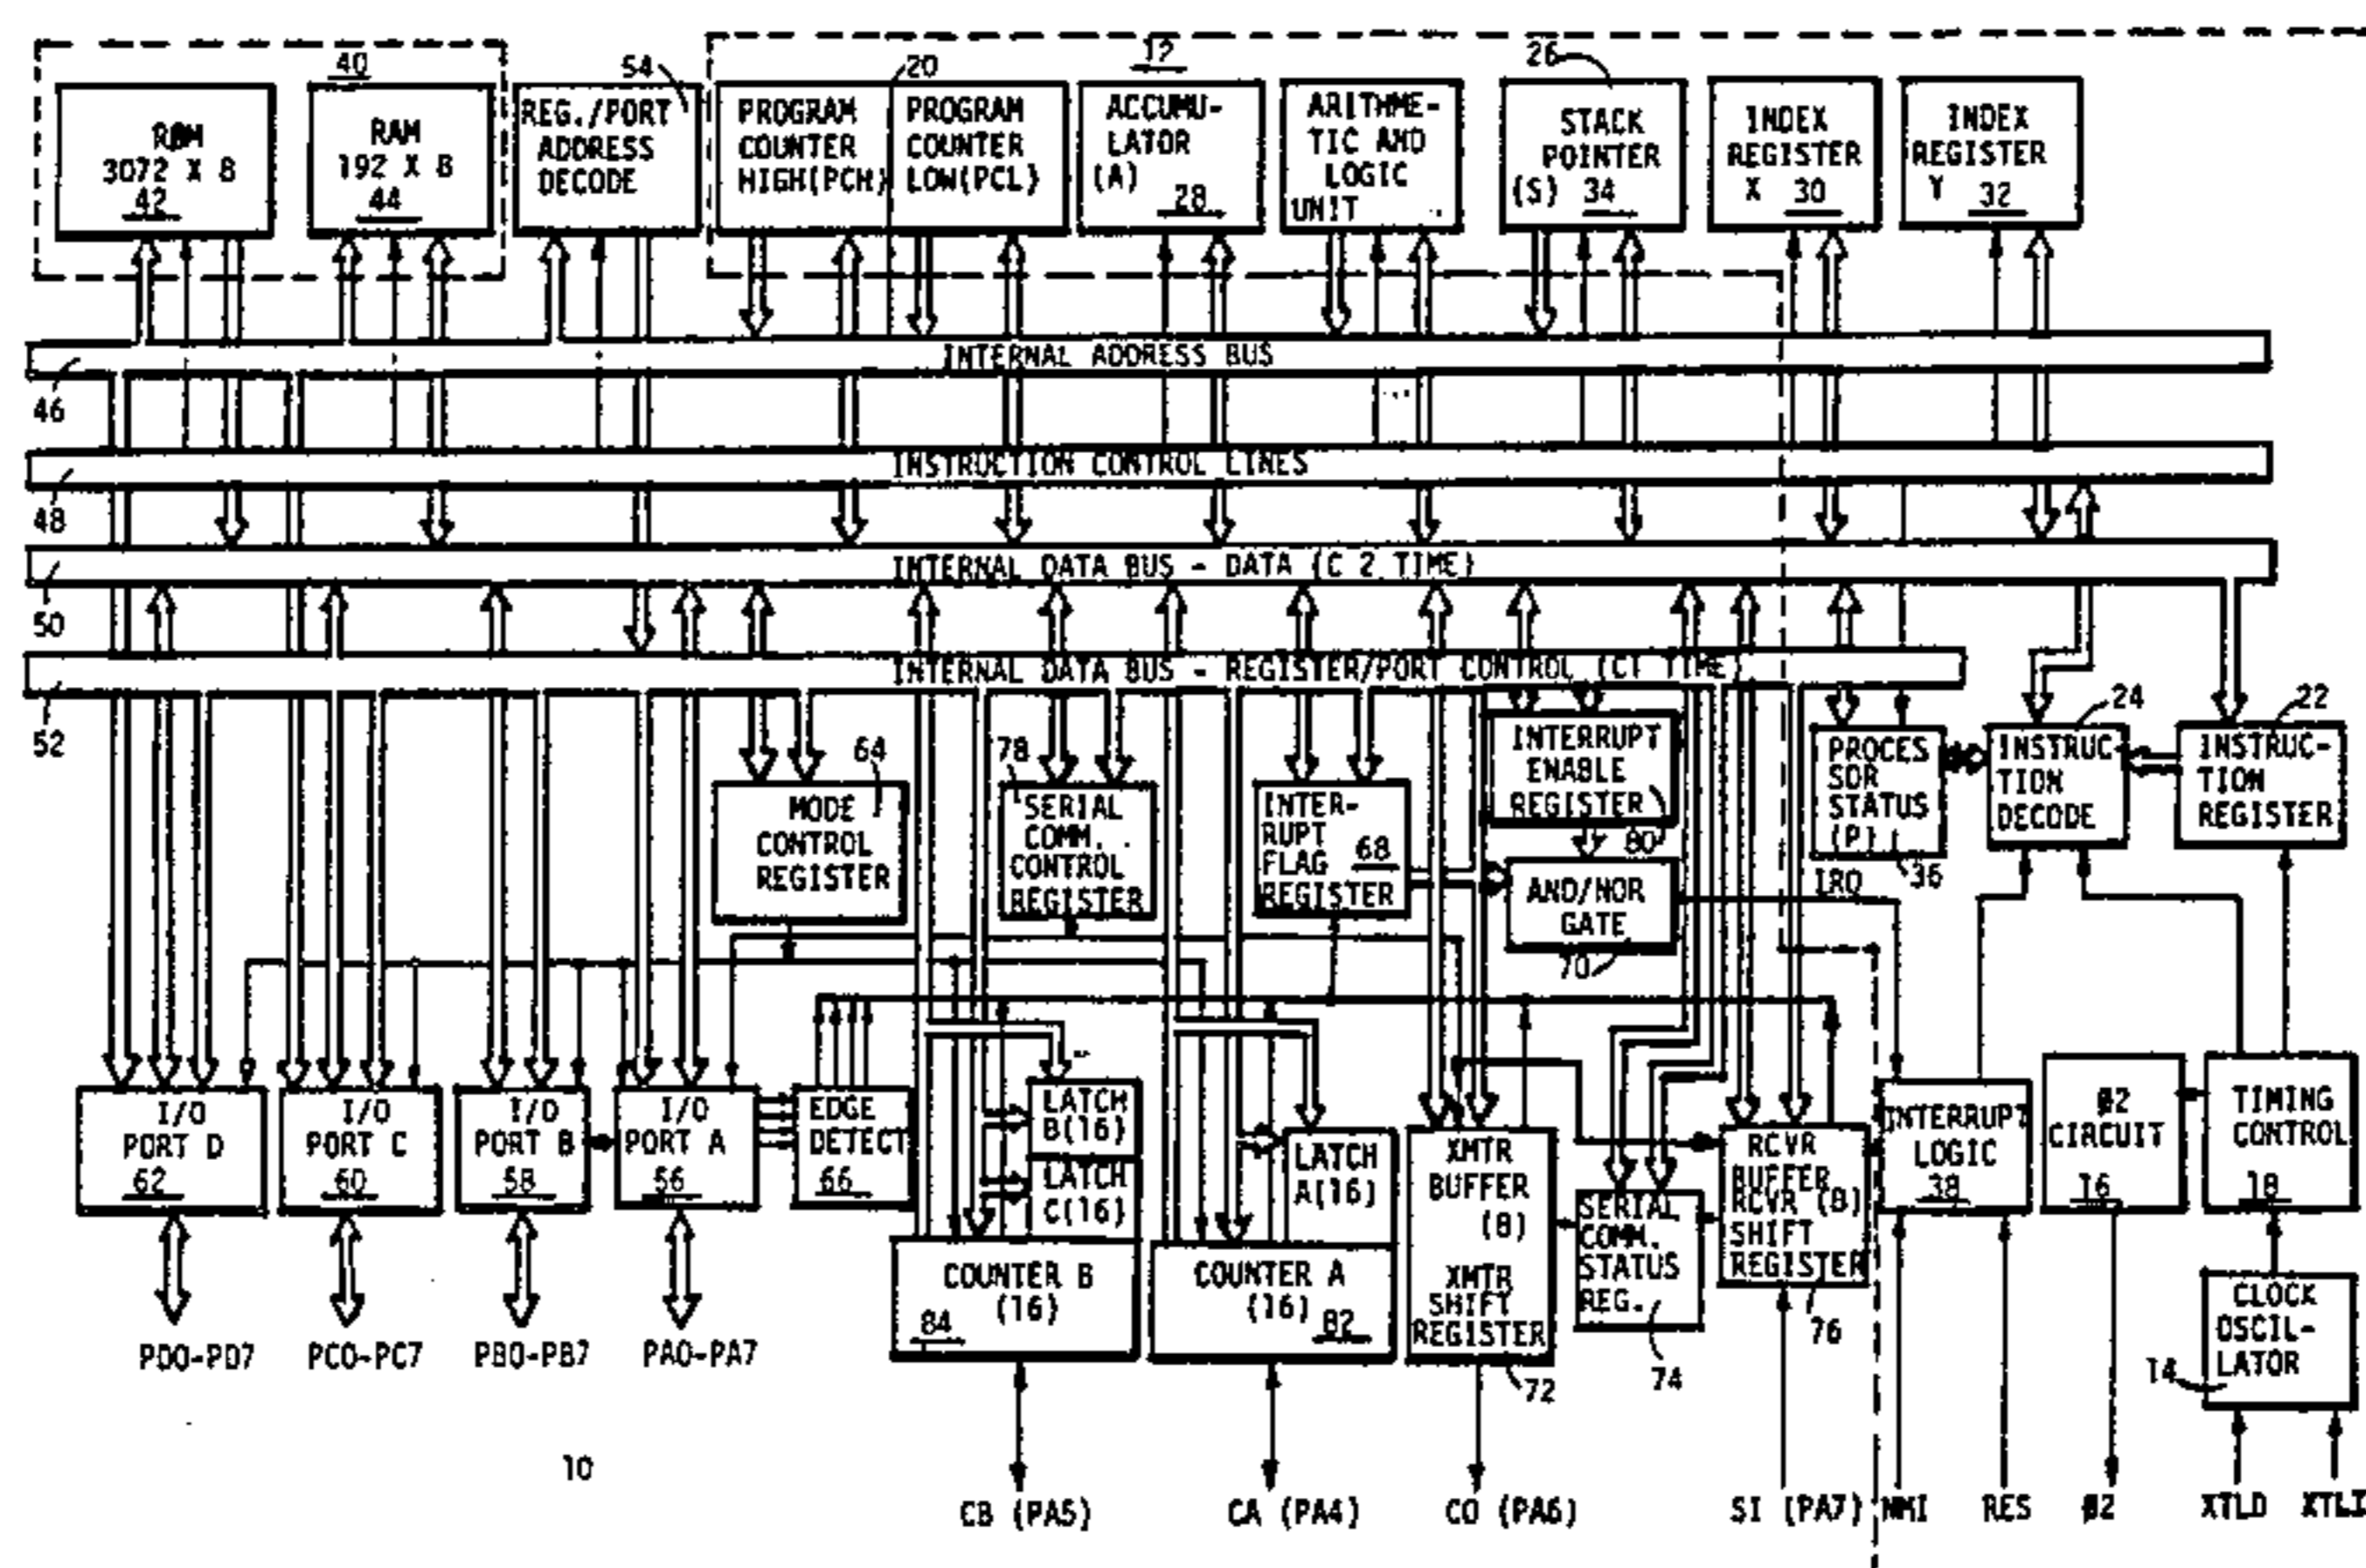 40
RAM
3072 X 8
42
RAM
192 X 8
44
54
REG./PORT
ADDRESS
DECODE
12
20
PROGRAM
COUNTER
HIGH(PCH)
PROGRAM
COUNTER
LOW(PCL)
ACCUMU-
LATOR
(A)
28
ARITHME-
TIC AND
LOGIC
UNIT
26
STACK
POINTER
(S) 34
INDEX
REGISTER
X 30
INDEX
REGISTER
Y 32
INTERNAL ADDRESS BUS
46
INSTRUCTION CONTROL LINES
48
INTERNAL DATA BUS - DATA (C 2 TIME)
50
INTERNAL DATA BUS - REGISTER/PORT CONTROL (C1 TIME)
52
64
MODE
CONTROL
REGISTER
78
SERIAL
COMM.
CONTROL
REGISTER
INTER-
RUPT
FLAG 68
REGISTER
INTERRUPT
ENABLE
REGISTER
80
AND/NOR
GATE
70
PROCES
SOR
STATUS
(P)
36
IRQ
24
INSTRUC-
TION
DECODE
22
INSTRUC-
TION
REGISTER
I/O
PORT D
62
I/O
PORT C
60
I/O
PORT B
58
I/O
PORT A
56
EDGE
DETECT
66
LATCH
B(16)
LATCH
C(16)
COUNTER B
(16)
84
LATCH
A(16)
COUNTER A
(16) 82
XMTR
BUFFER
(8)
XMTR
SHIFT
REGISTER
72
SERIAL
COMM.
STATUS
REG.
74
RCVR
BUFFER
RCVR (8)
SHIFT
REGISTER
76
INTERRUPT
LOGIC
38
Ø2
CIRCUIT
16
TIMING
CONTROL
18
CLOCK
OSCIL-
LATOR
14
PD0-PD7
PC0-PC7
PB0-PB7
PA0-PA7
10
CB (PA5)
CA (PA4)
CO (PA6)
SI (PA7)
NMI
RES
Ø2
XTLO
XTLI